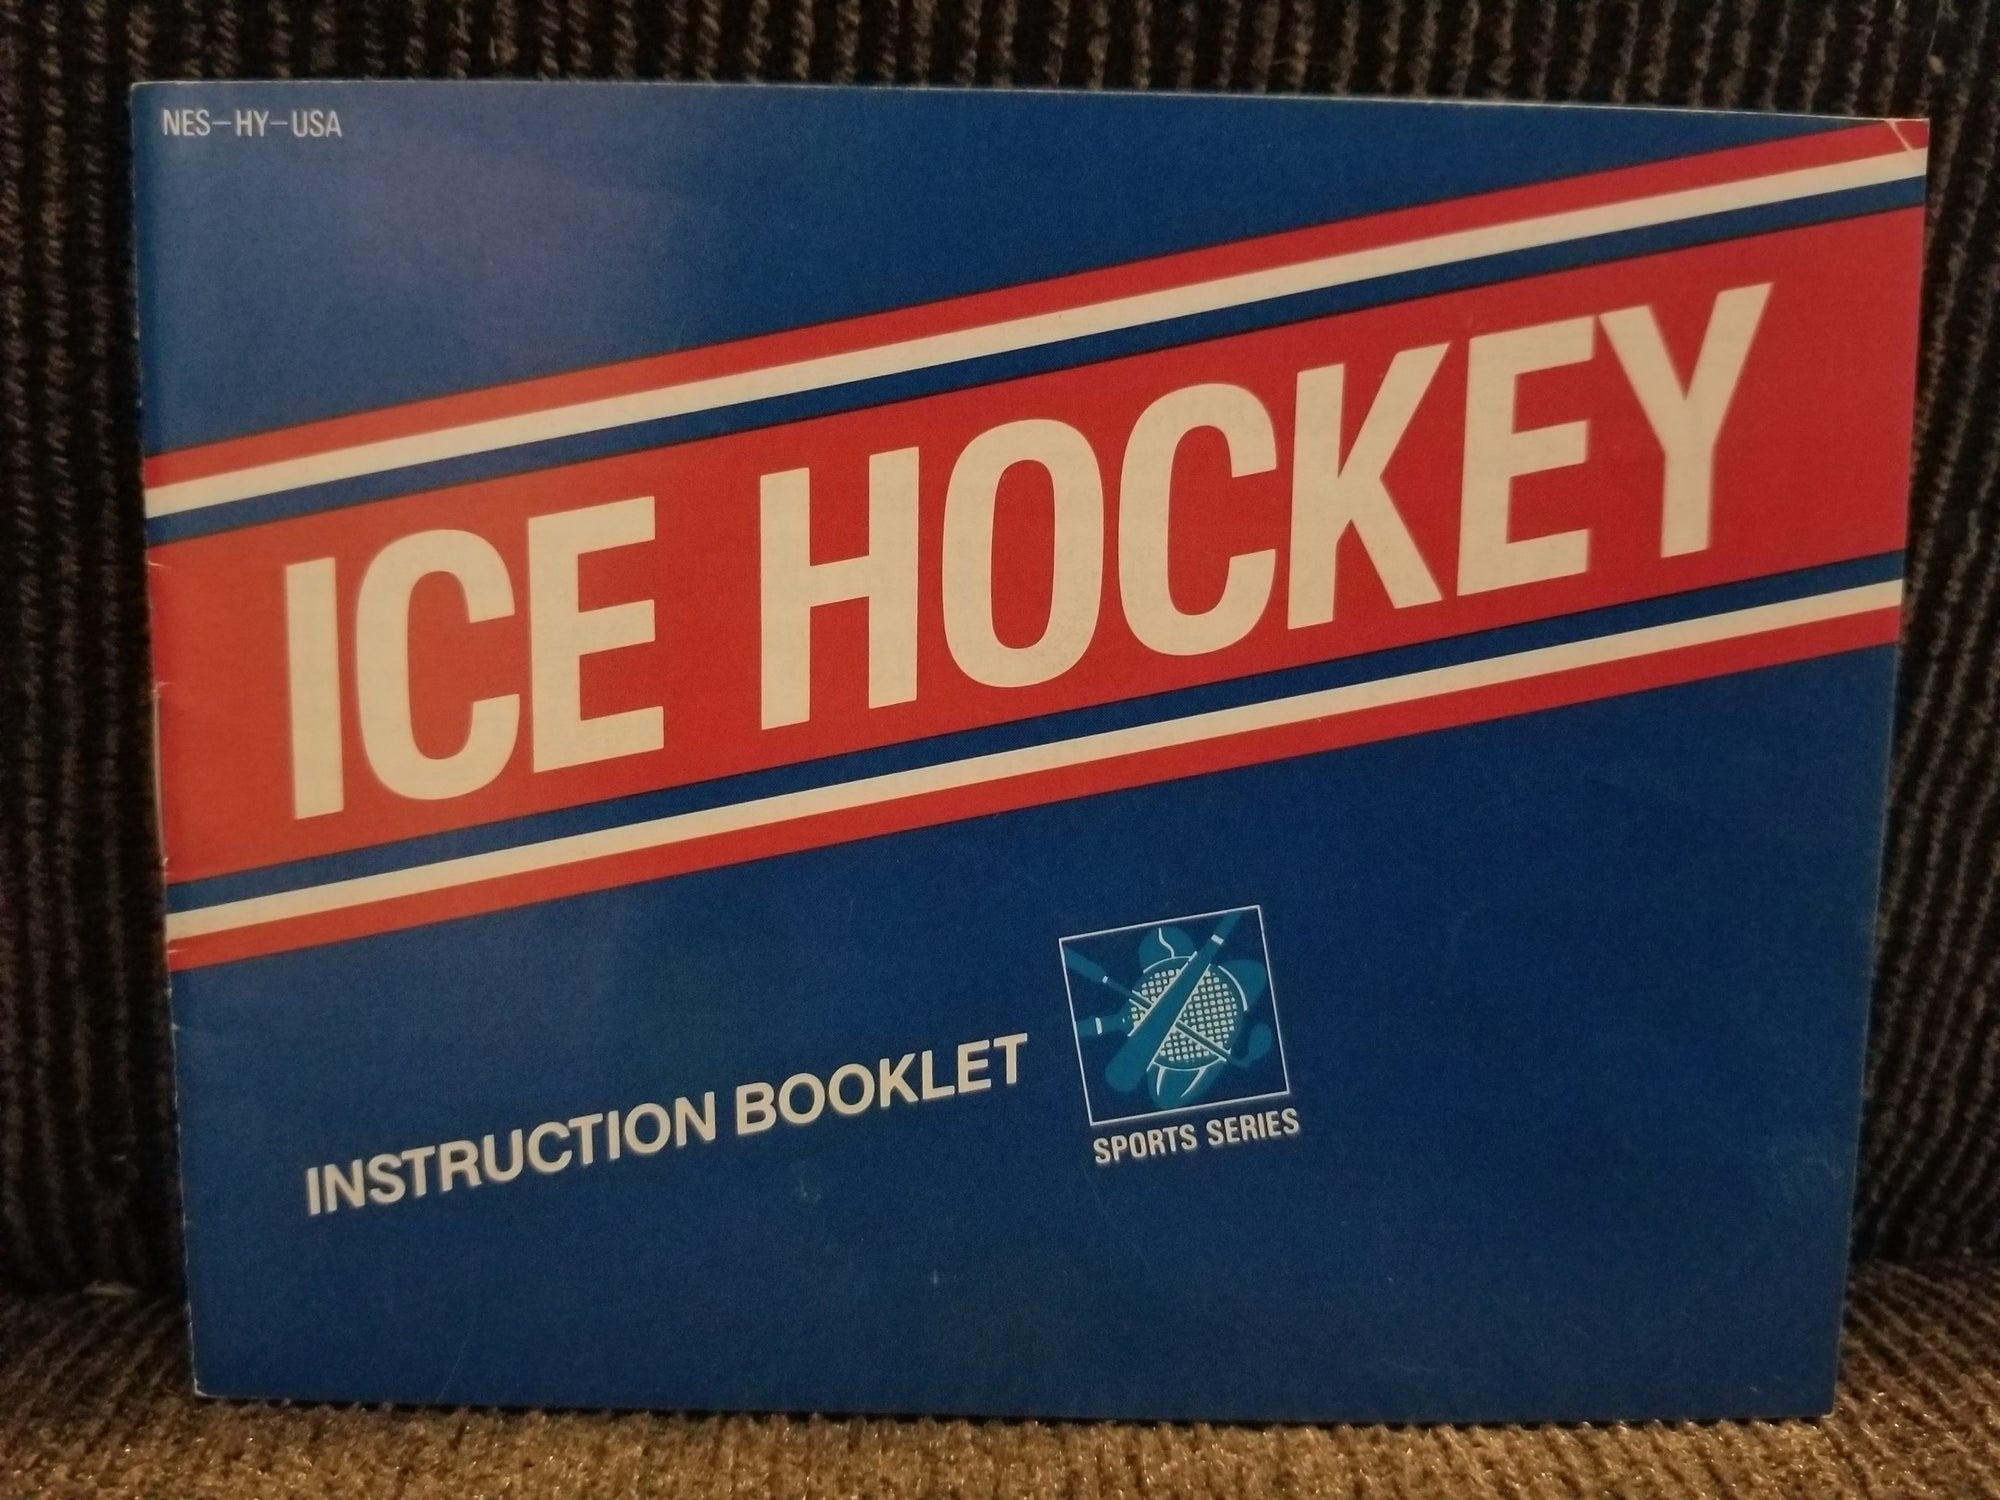 NES-HY-USA
ICE HOCKEY
INSTRUCTION BOOKLET
SPORTS SERIES